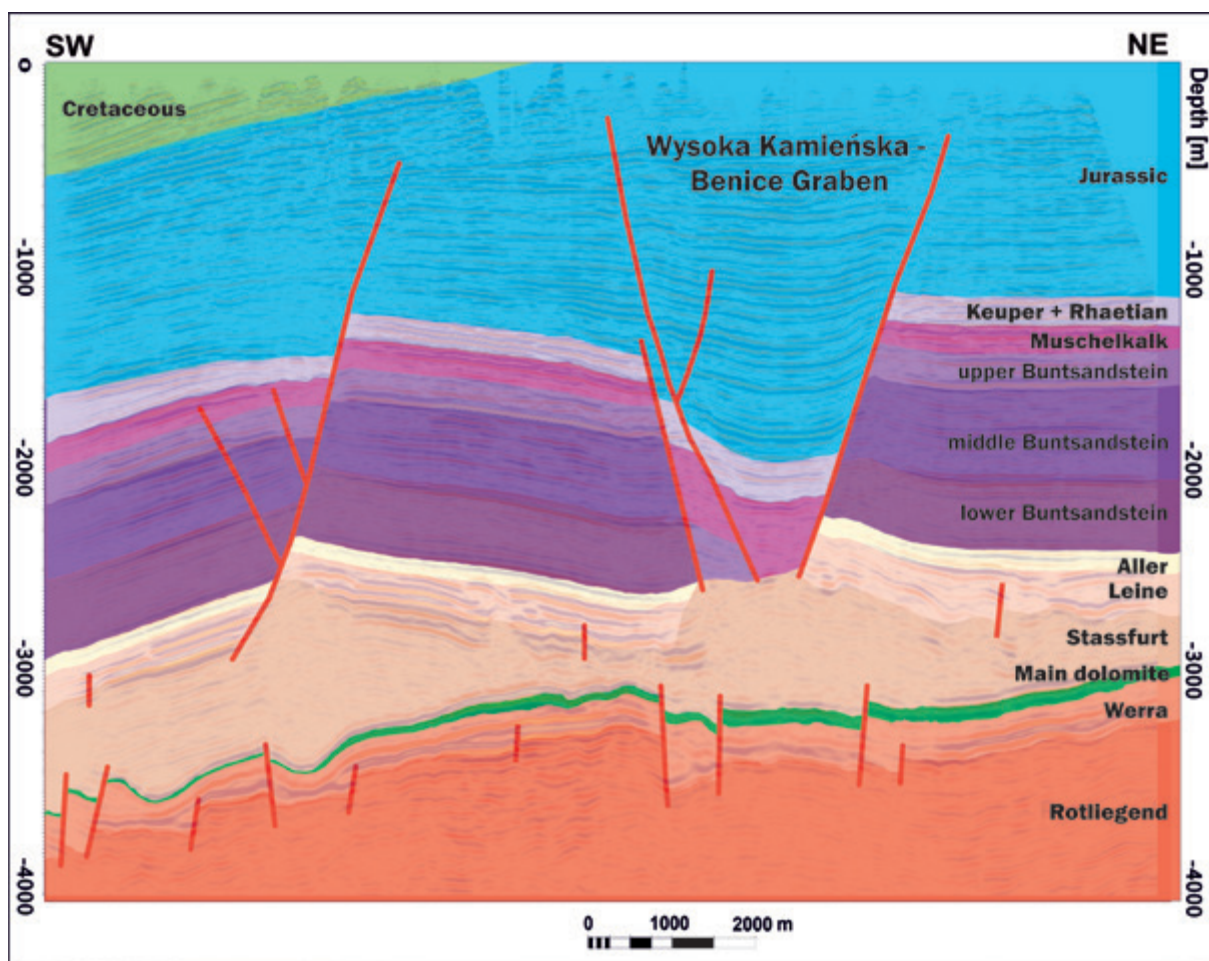 SW
NE
0
Depth [m]
Cretaceous
Wysoka Kamieńska -
Benice Graben
Jurassic
-1000
-1000
Keuper + Rhaetian
Muschelkalk
upper Buntsandstein
middle Buntsandstein
-2000
-2000
lower Buntsandstein
Aller
Leine
Stassfurt
-3000
Main dolomite
-3000
Werra
Rotliegend
-4000
-4000
0 1000 2000 m